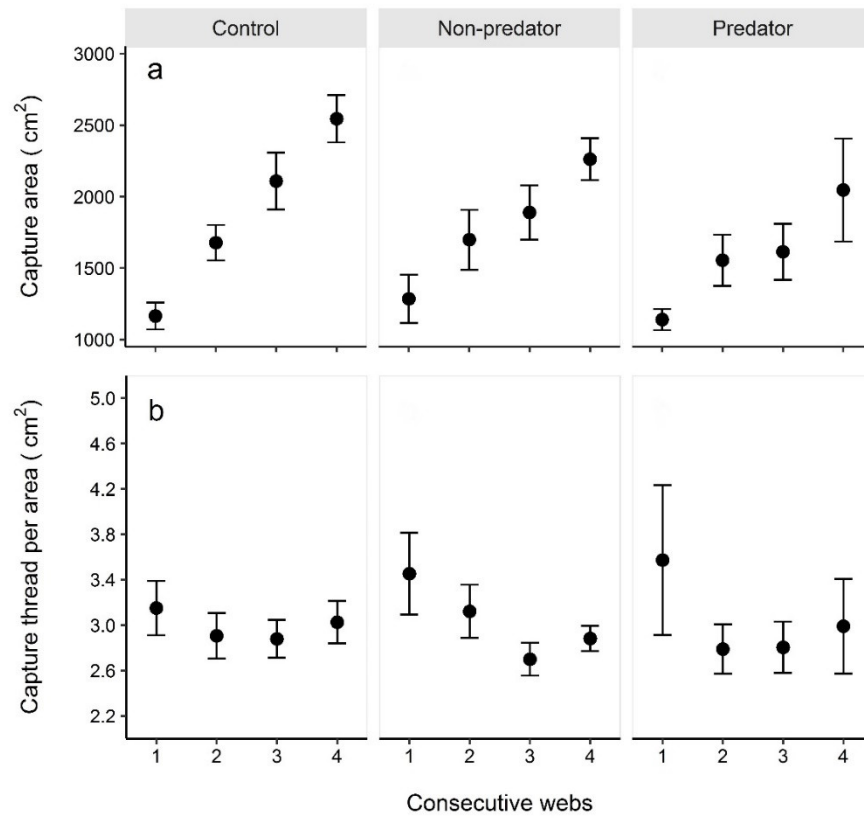 Control Non-predator Predator
a
Capture area ( cm²)
3000
2500
2000
1500
1000
b
Capture thread per area ( cm²)
5.0
4.6
4.2
3.8
3.4
3.0
2.6
2.2
1 2 3 4 1 2 3 4 1 2 3 4
Consecutive webs